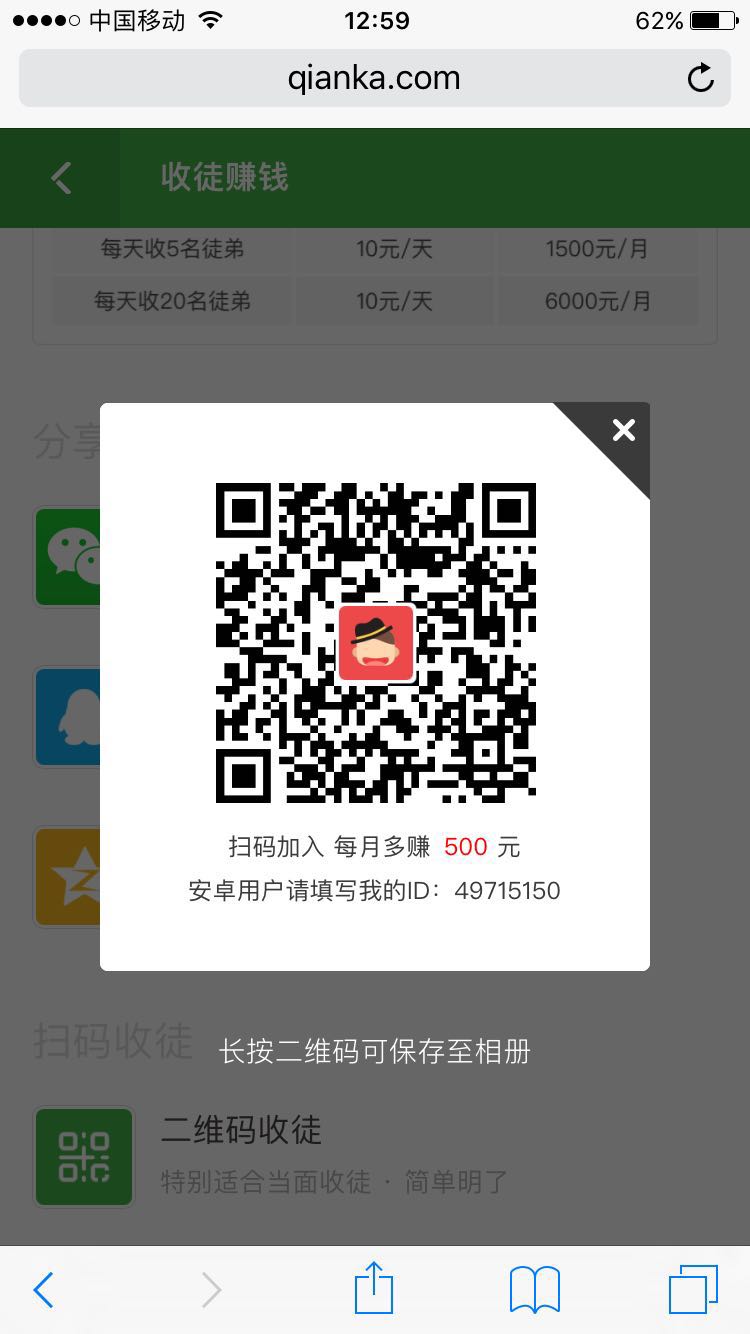 中国移动 12:59 62%
qianka.com
收徒赚钱
每天收5名徒弟 10元/天 1500元/月
每天收20名徒弟 10元/天 6000元/月
分享
扫码加入 每月多赚 500 元
安卓用户请填写我的ID：49715150
扫码收徒
长按二维码可保存至相册
二维码收徒
特别适合当面收徒 · 简单明了